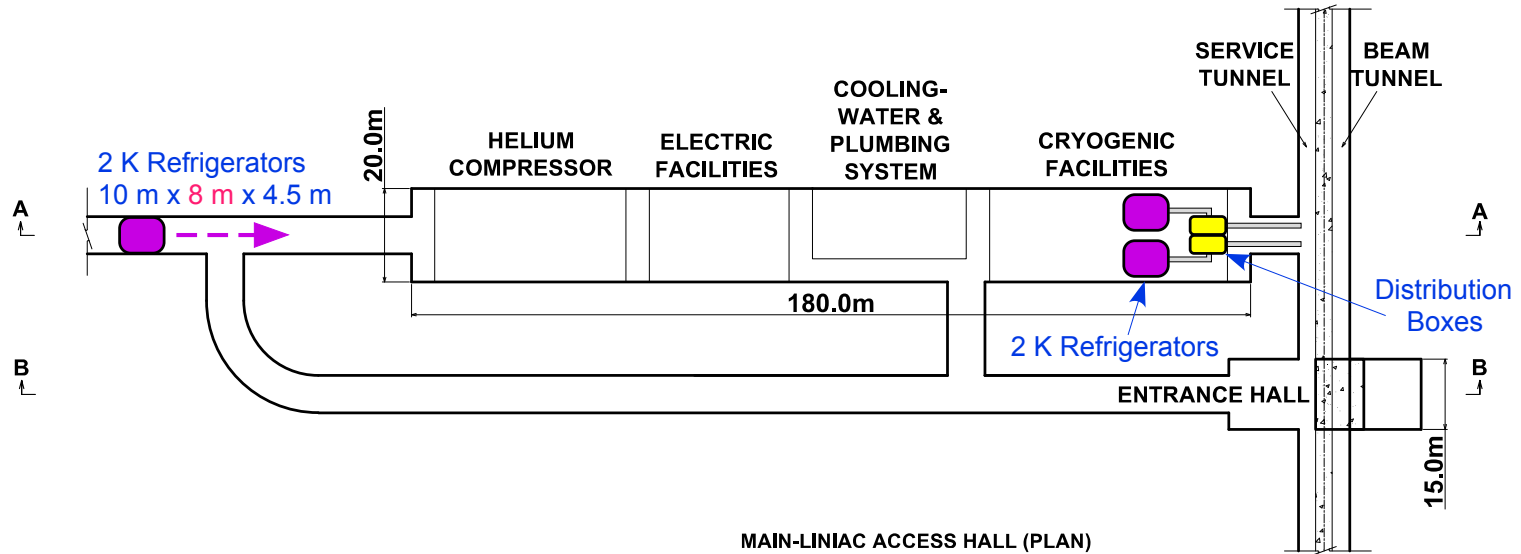 SERVICE
TUNNEL
BEAM
TUNNEL
COOLING-
WATER &
PLUMBING
SYSTEM
HELIUM
COMPRESSOR
ELECTRIC
FACILITIES
CRYOGENIC
FACILITIES
20.0m
2 K Refrigerators
10 m x 8 m x 4.5 m
A
A
180.0m
Distribution
Boxes
2 K Refrigerators
B
B
ENTRANCE HALL
15.0m
MAIN-LINIAC ACCESS HALL (PLAN)